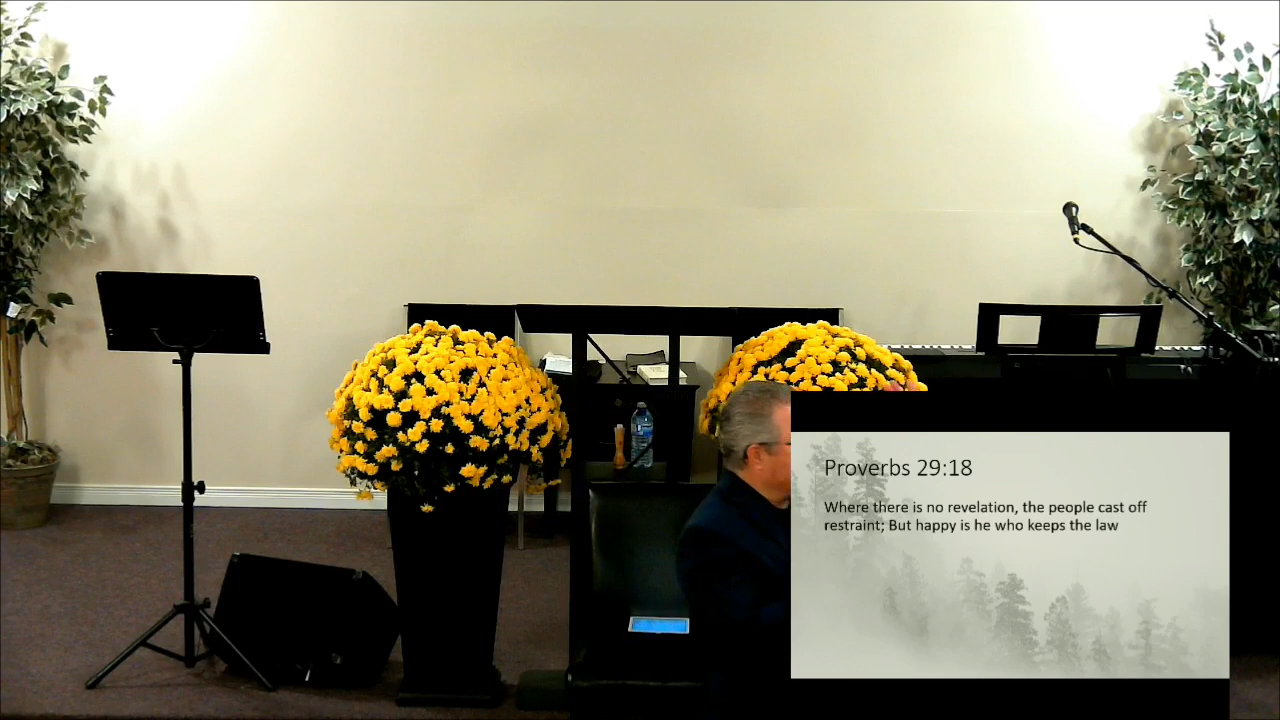 Proverbs 29:18
Where there is no revelation, the people cast off
restraint; But happy is he who keeps the law